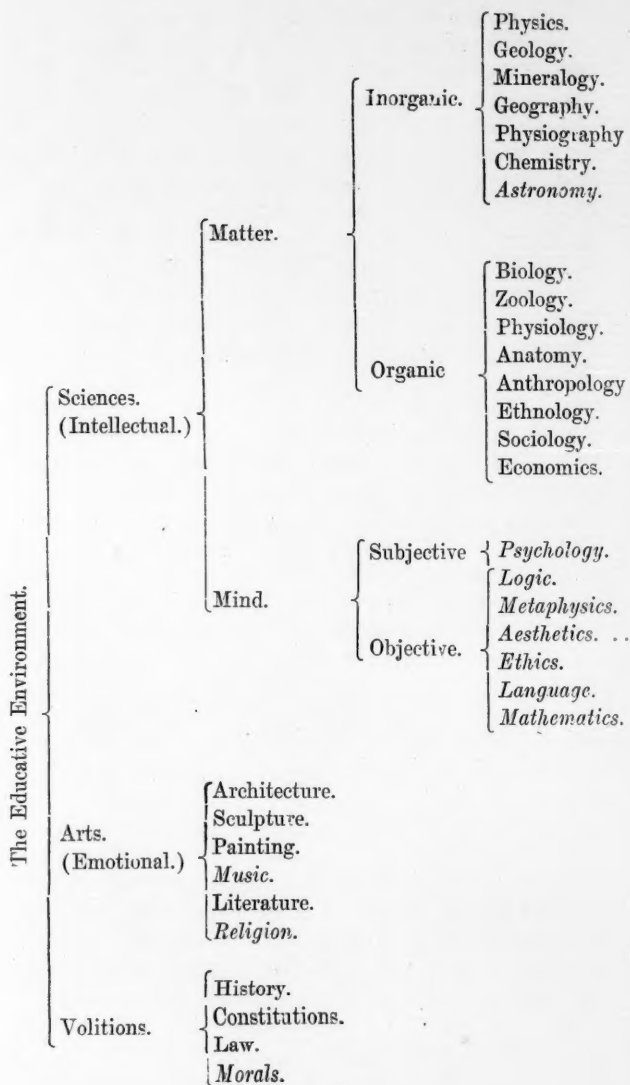 The Educative Environment.
Sciences.
(Intellectual.)
Matter.
Inorganic.
Physics.
Geology.
Mineralogy.
Geography.
Physiography
Chemistry.
Astronomy.
Organic
Biology.
Zoology.
Physiology.
Anatomy.
Anthropology
Ethnology.
Sociology.
Economics.
Mind.
Subjective
Psychology.
Objective.
Logic.
Metaphysics.
Aesthetics. . .
Ethics.
Language.
Mathematics.
Arts.
(Emotional.)
Architecture.
Sculpture.
Painting.
Music.
Literature.
Religion.
Volitions.
History.
Constitutions.
Law.
Morals.